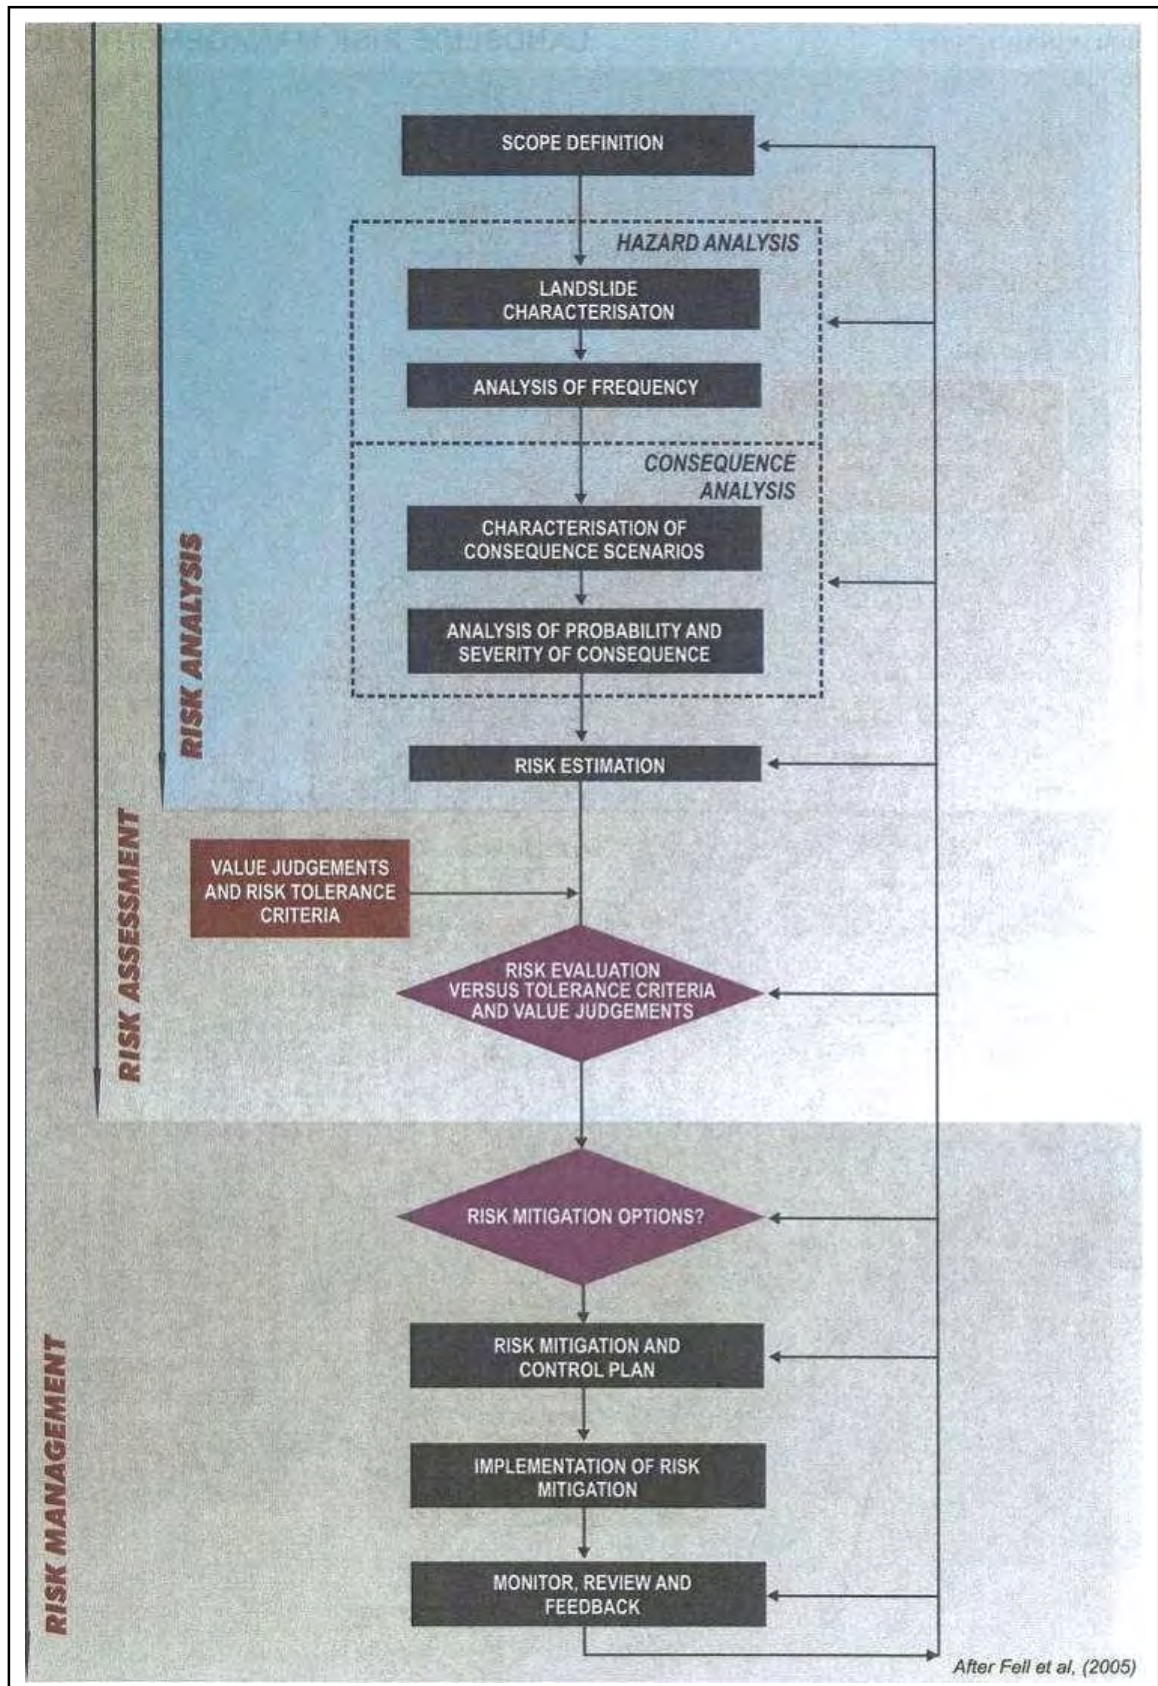 SCOPE DEFINITION
HAZARD ANALYSIS
LANDSLIDE
CHARACTERISATON
ANALYSIS OF FREQUENCY
CONSEQUENCE
ANALYSIS
CHARACTERISATION OF
CONSEQUENCE SCENARIOS
ANALYSIS OF PROBABILITY AND
SEVERITY OF CONSEQUENCE
RISK ANALYSIS
RISK ESTIMATION
VALUE JUDGEMENTS
AND RISK TOLERANCE
CRITERIA
RISK ASSESSMENT
RISK EVALUATION
VERSUS TOLERANCE CRITERIA
AND VALUE JUDGEMENTS
RISK MITIGATION OPTIONS?
RISK MITIGATION AND
CONTROL PLAN
RISK MANAGEMENT
IMPLEMENTATION OF RISK
MITIGATION
MONITOR, REVIEW AND
FEEDBACK
After Fell et al, (2005)